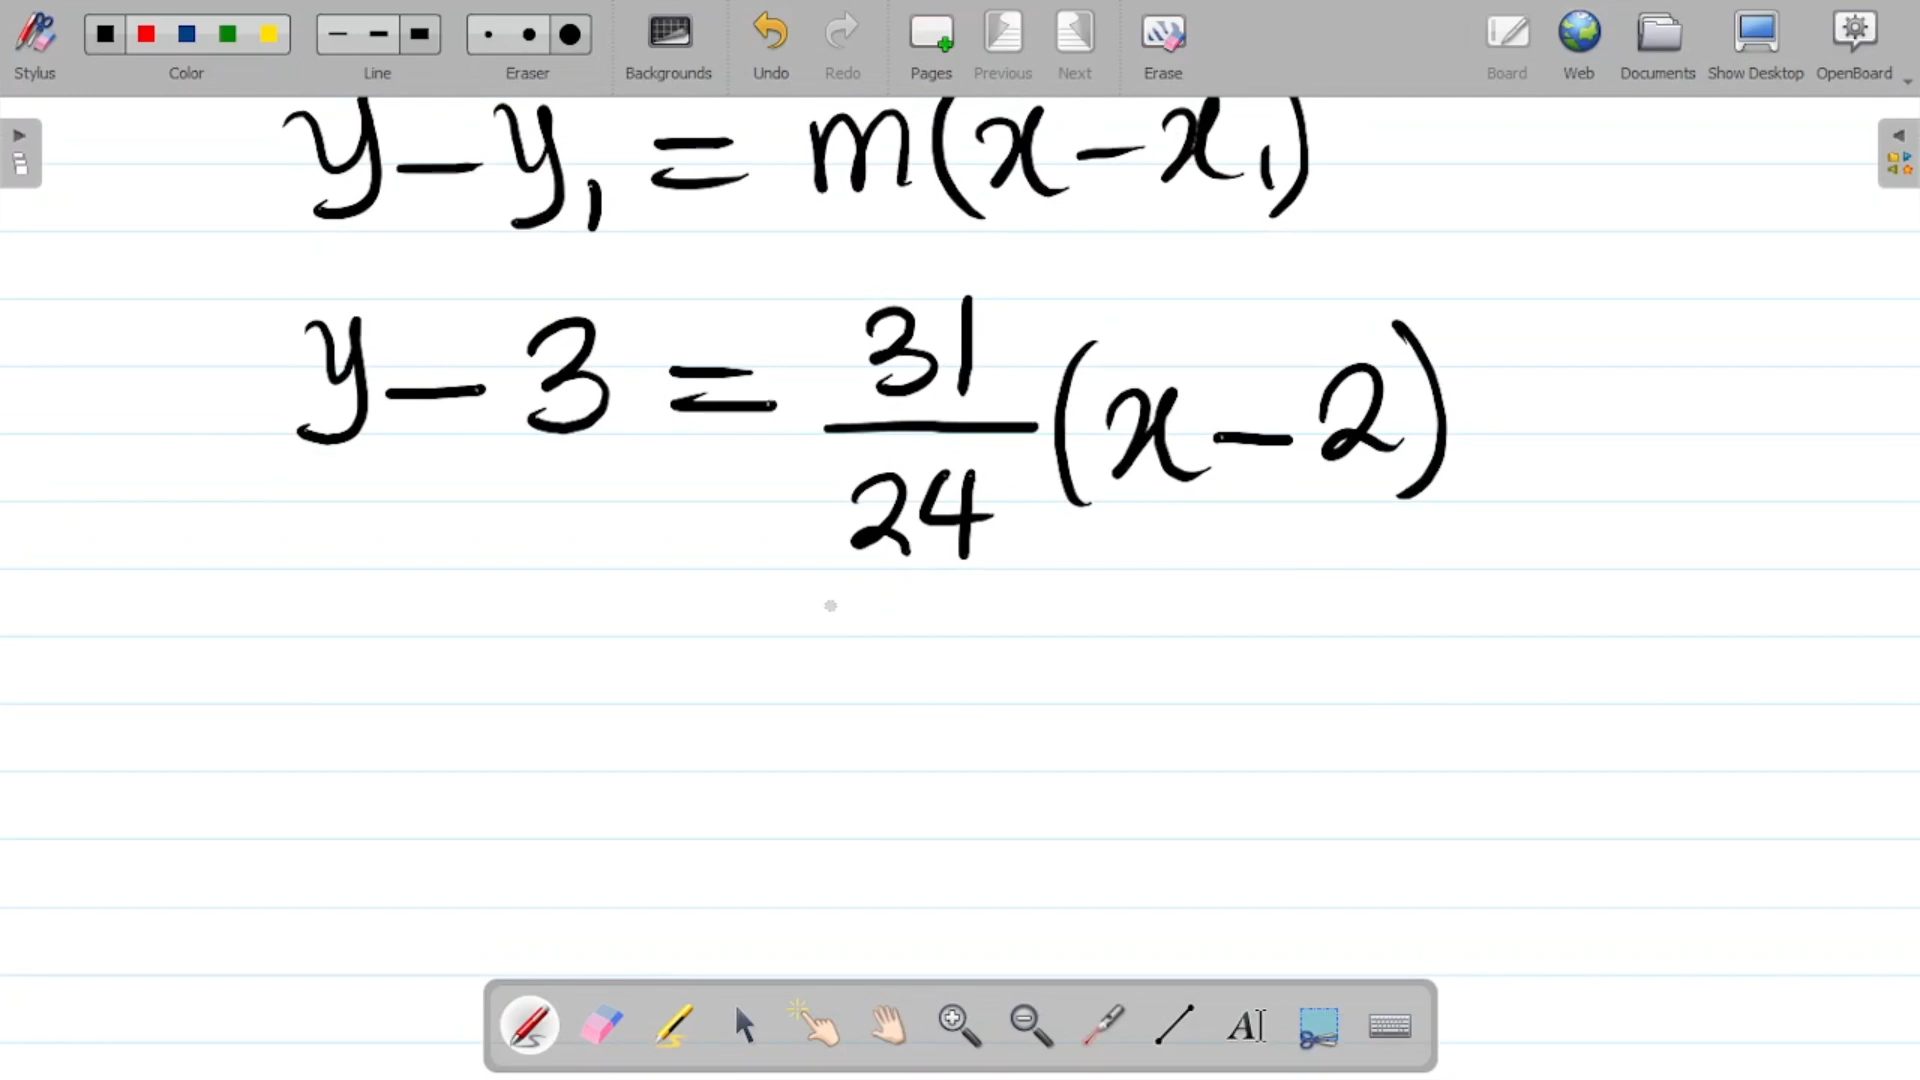 Stylus Color Line Eraser Backgrounds Undo Redo Pages Previous Next Erase Board Web Documents Show Desktop OpenBoard
y - y₁ = m(x - x₁)
y - 3 = 31/24 (x - 2)